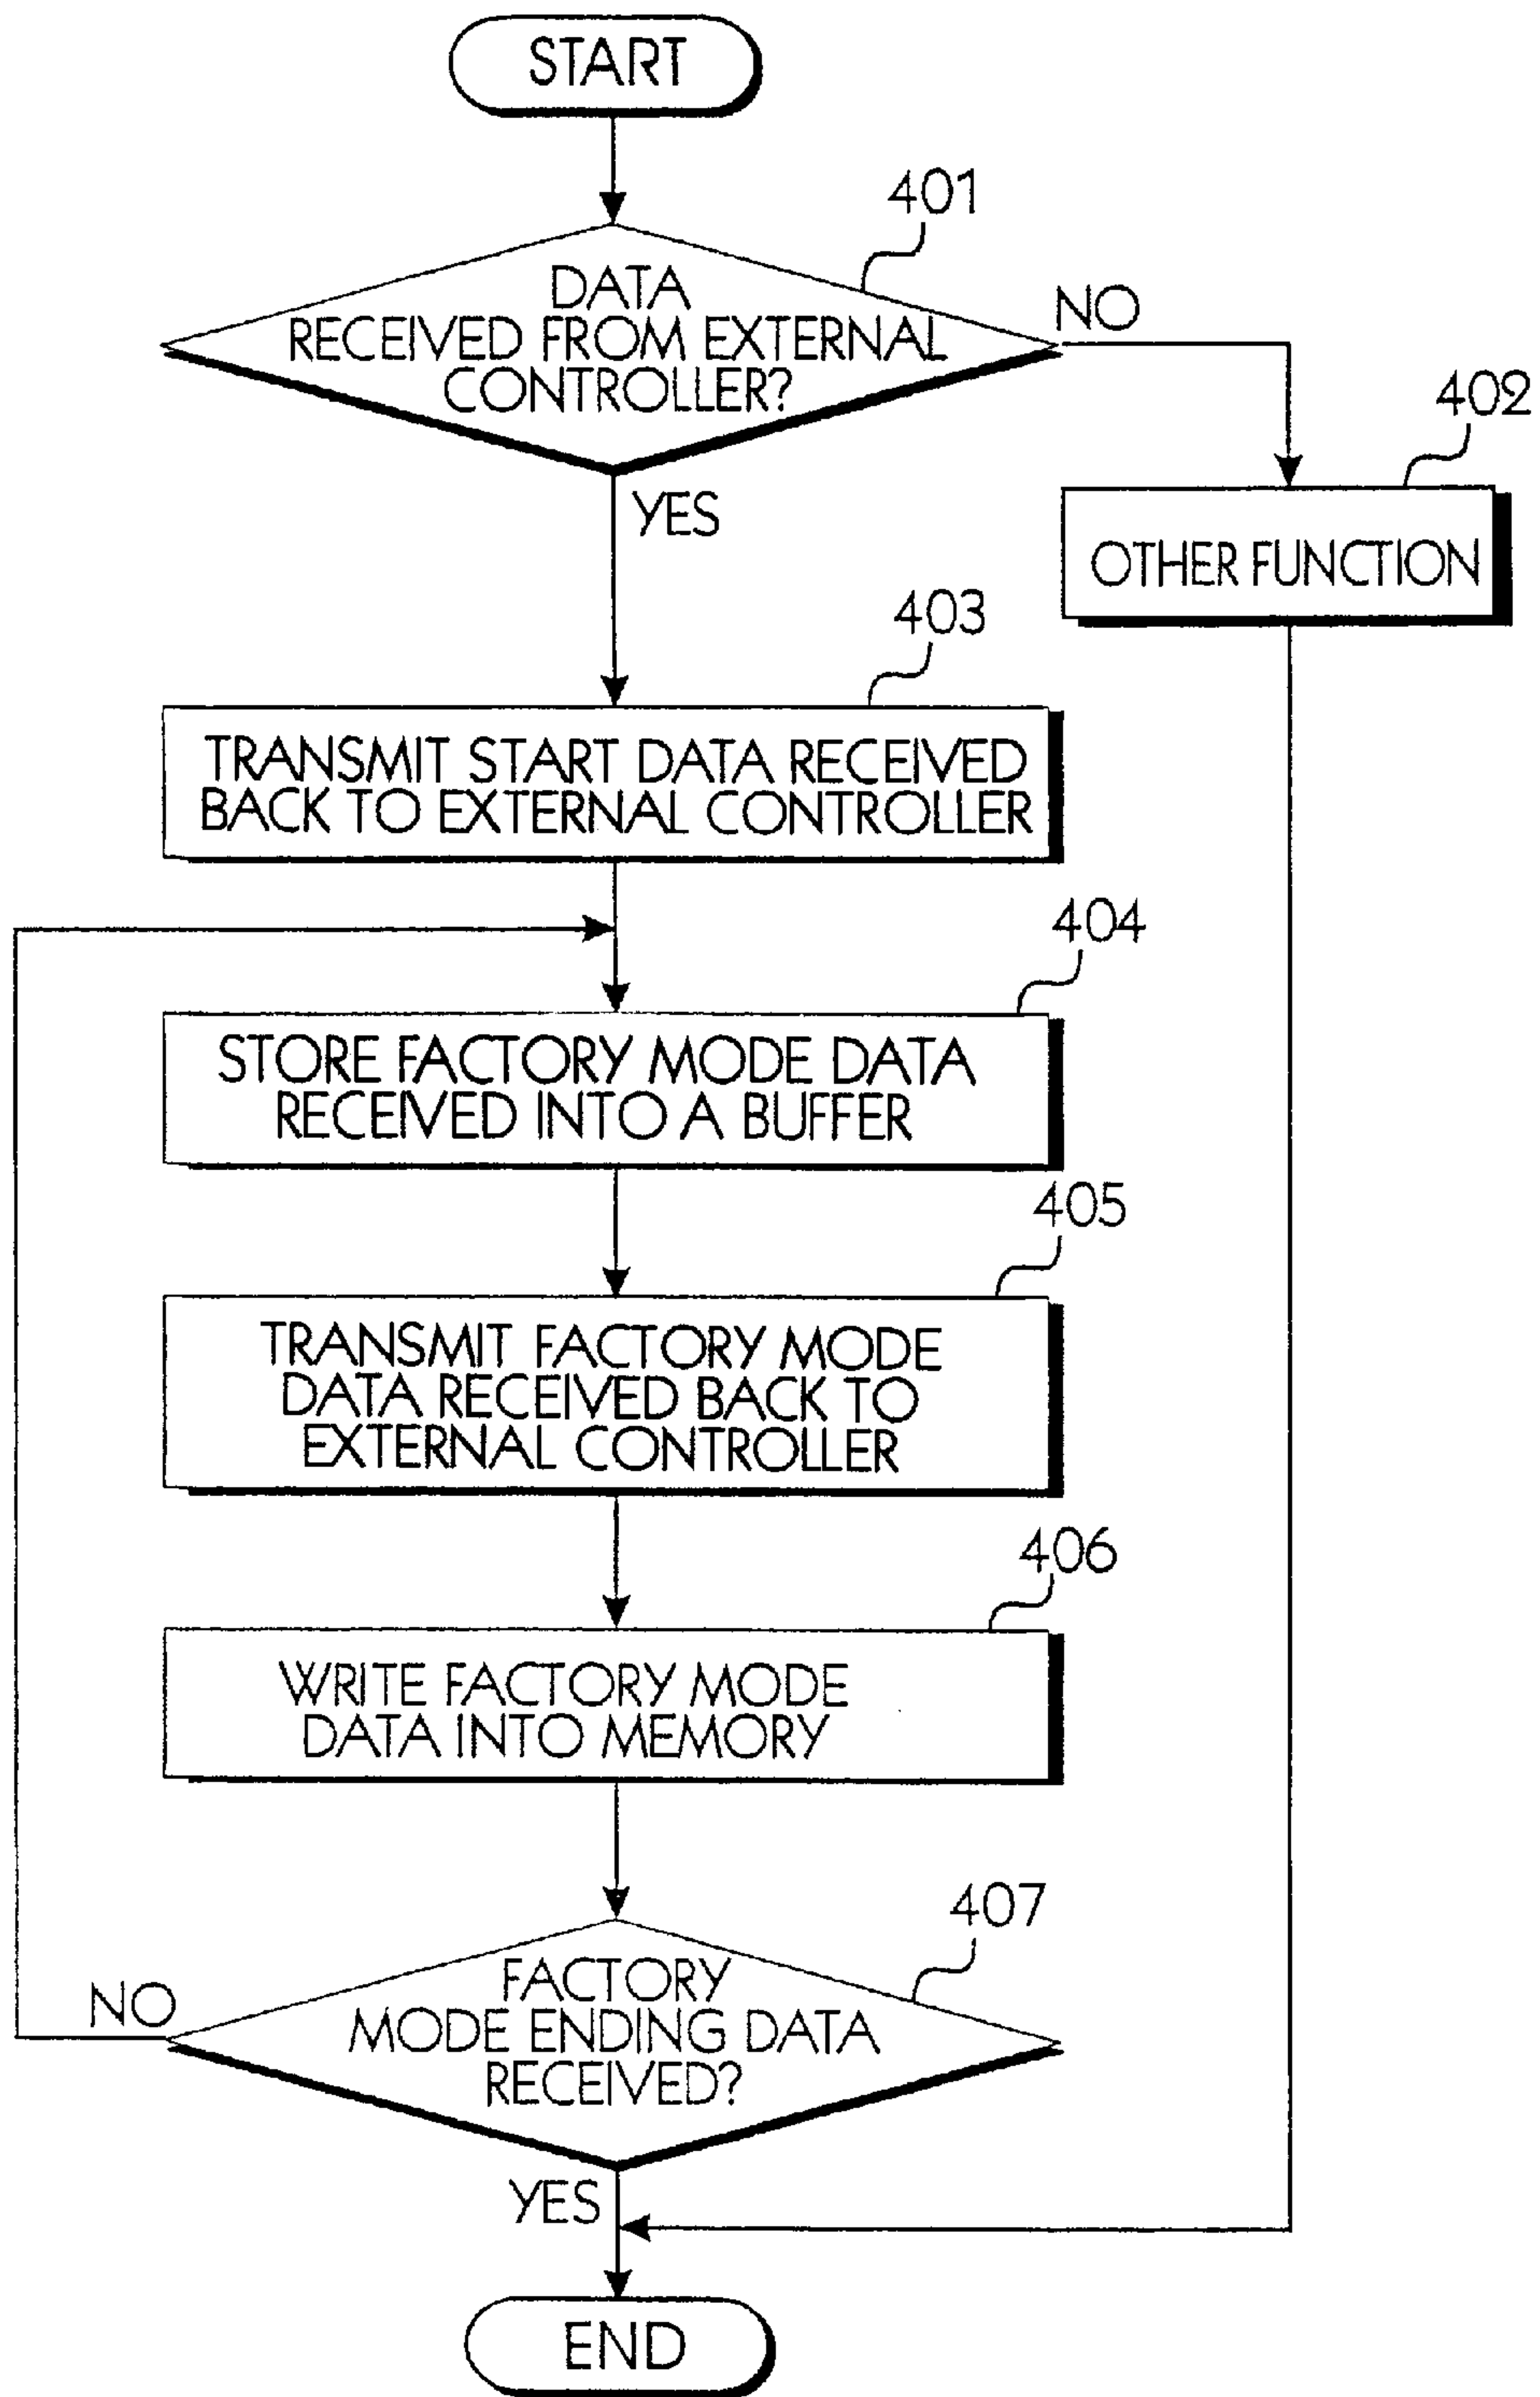 START
401
DATA
RECEIVED FROM EXTERNAL
CONTROLLER?
NO
YES
402
OTHER FUNCTION
403
TRANSMIT START DATA RECEIVED
BACK TO EXTERNAL CONTROLLER
404
STORE FACTORY MODE DATA
RECEIVED INTO A BUFFER
405
TRANSMIT FACTORY MODE
DATA RECEIVED BACK TO
EXTERNAL CONTROLLER
406
WRITE FACTORY MODE
DATA INTO MEMORY
407
FACTORY
MODE ENDING DATA
RECEIVED?
NO
YES
END